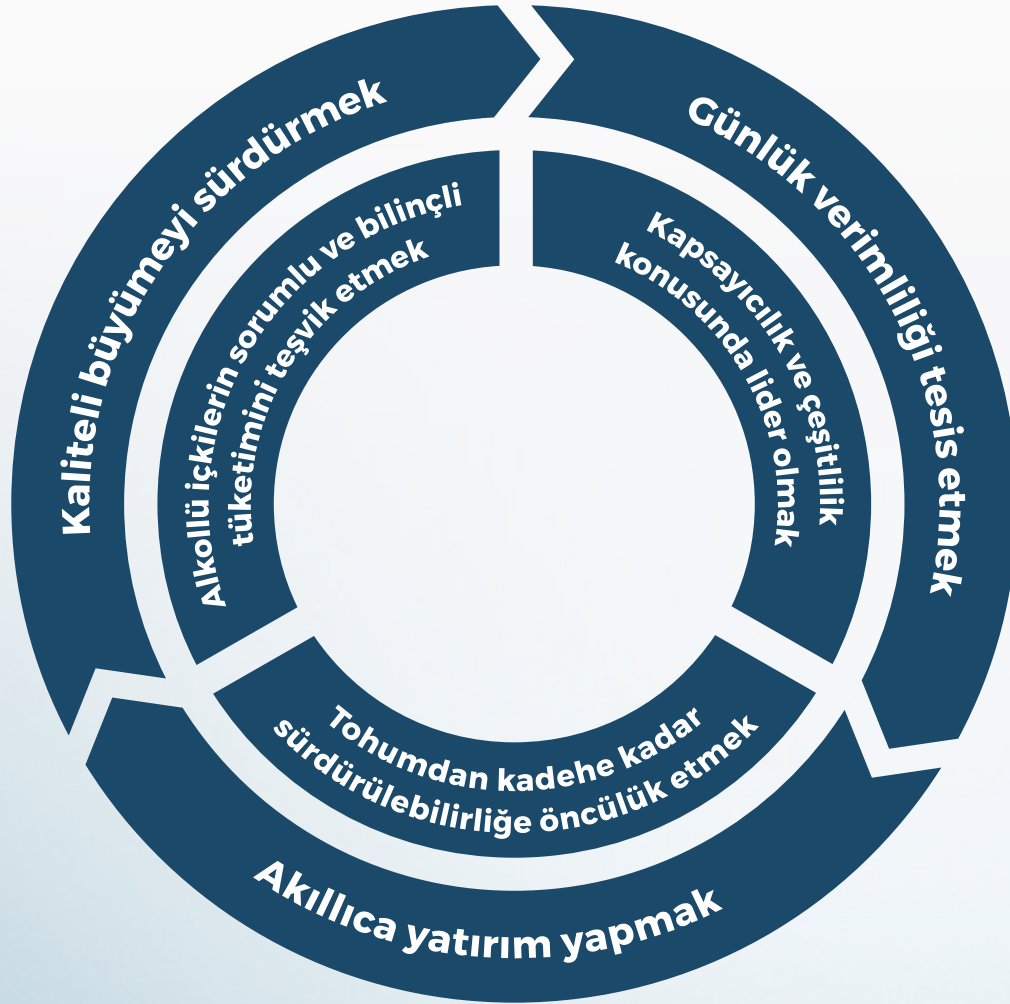 Kaliteli büyümeyi sürdürmek
Günlük verimliliği tesis etmek
Akıllıca yatırım yapmak
Alkollü içkilerin sorumlu ve bilinçli
tüketimini teşvik etmek
Kapsayıcılık ve çeşitlilik
konusunda lider olmak
Tohumdan kadehe kadar
sürdürülebilirliğe öncülük etmek